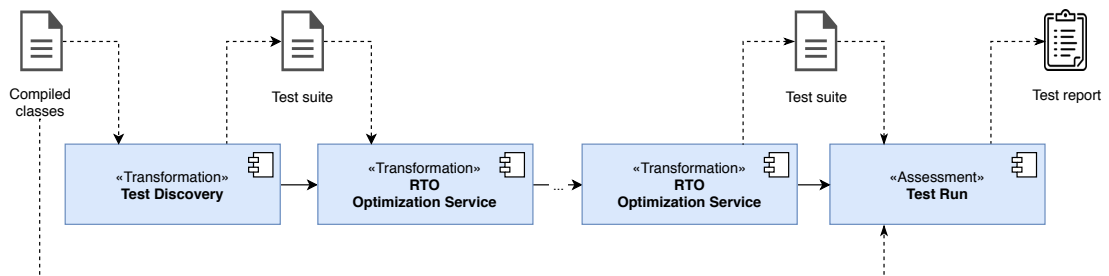 Compiled
classes
Test suite
Test suite
Test report
«Transformation»
Test Discovery
«Transformation»
RTO
Optimization Service
...
«Transformation»
RTO
Optimization Service
«Assessment»
Test Run